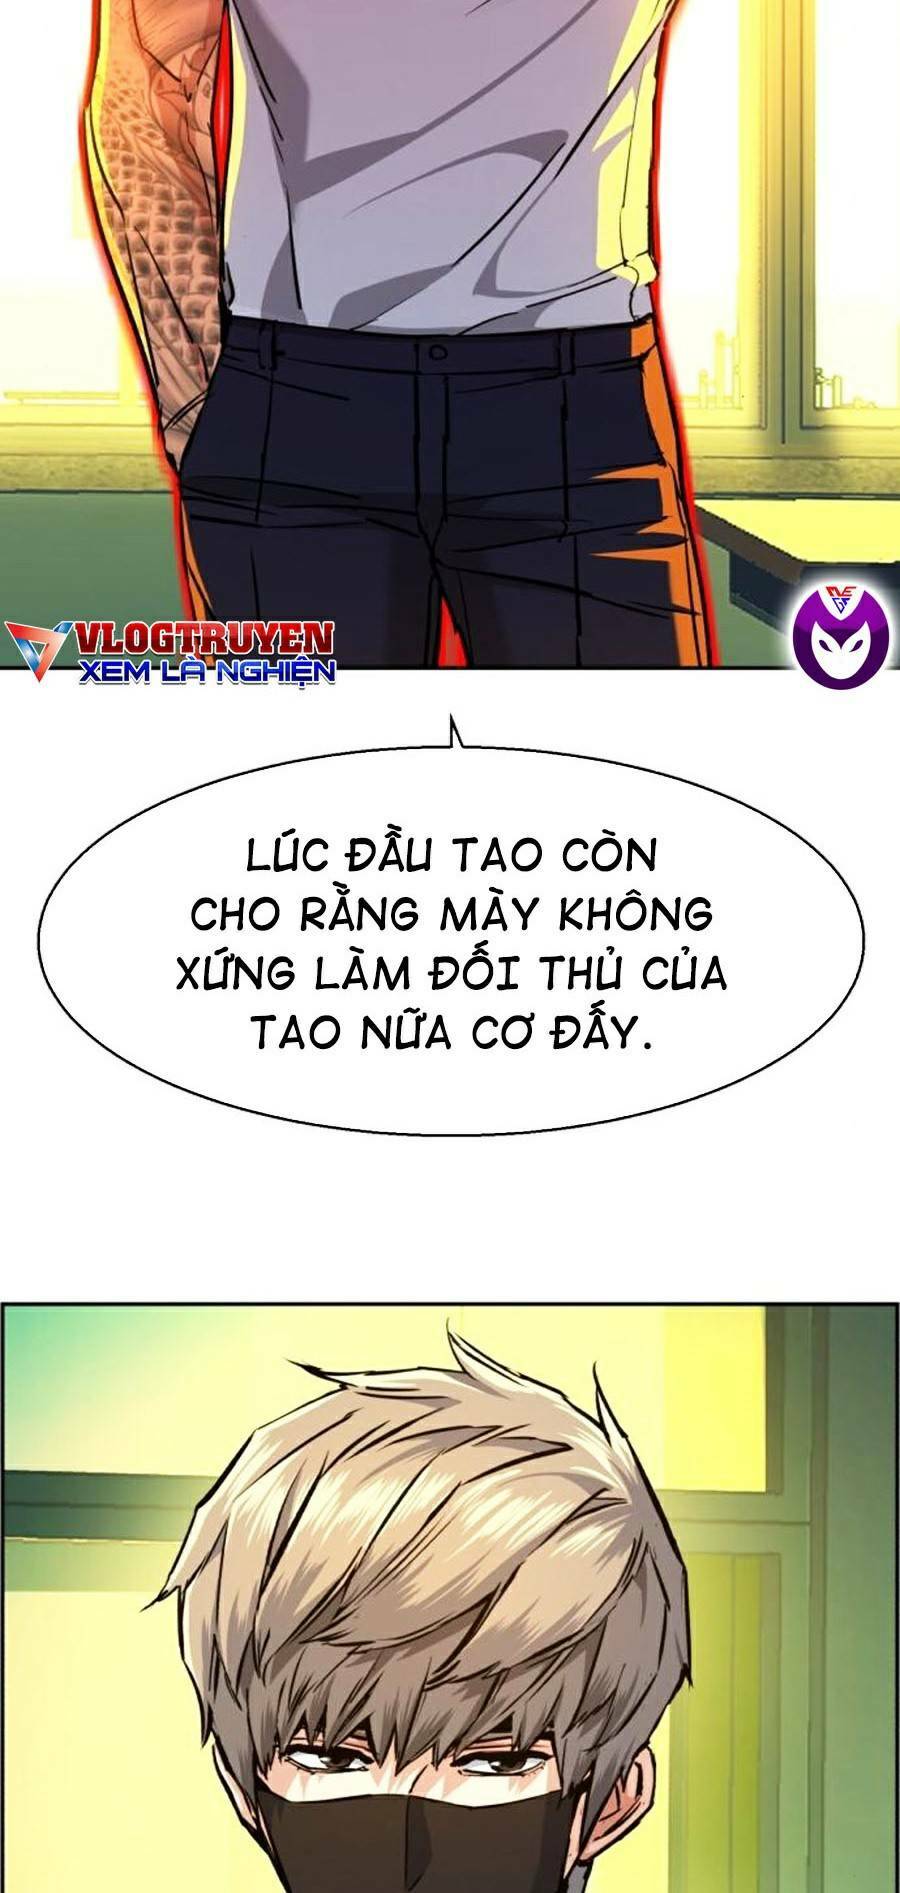 VLOGTRUYEN
XEM LÀ NGHIỆN
LÚC ĐẦU TAO CÒN
CHO RẰNG MÀY KHÔNG
XỨNG LÀM ĐỐI THỦ CỦA
TAO NỮA CƠ ĐẤY.